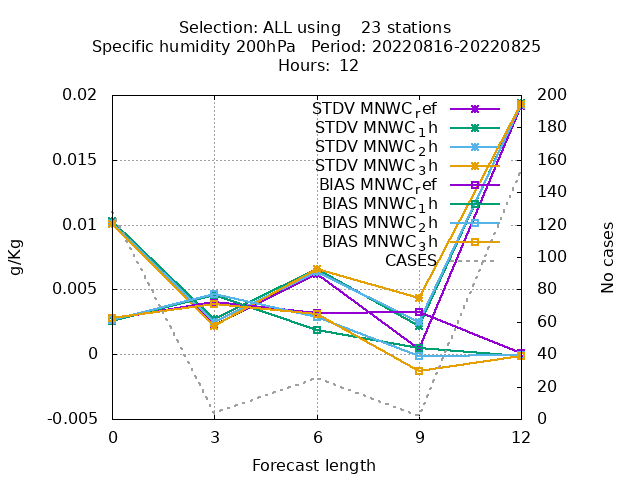 Selection: ALL using    23 stations
Specific humidity 200hPa   Period: 20220816-20220825
Hours: 12
0.02
0.015
0.01
0.005
0
-0.005
200
180
160
140
120
100
80
60
40
20
0
STDV MNWC_ref
STDV MNWC_1h
STDV MNWC_2h
STDV MNWC_3h
BIAS MNWC_ref
BIAS MNWC_1h
BIAS MNWC_2h
BIAS MNWC_3h
CASES
g/Kg
No cases
0 3 6 9 12
Forecast length